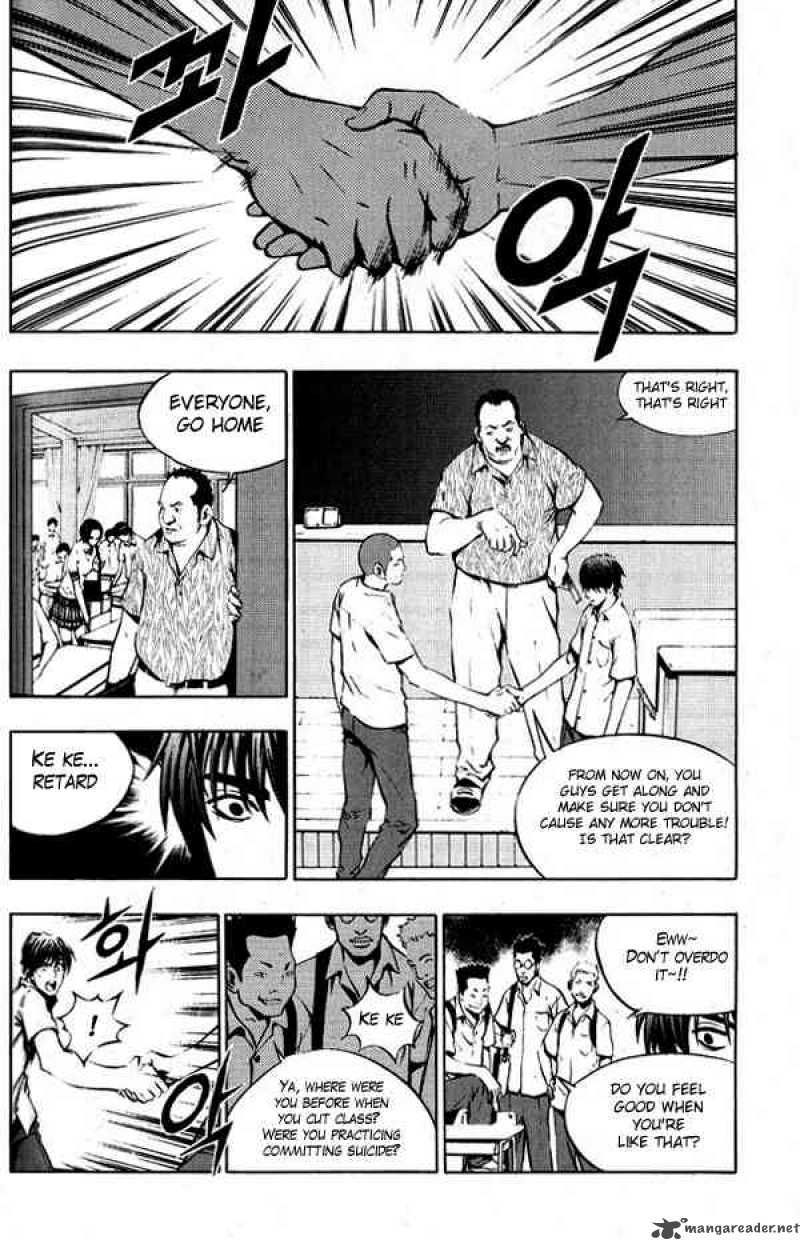 꽈
악
THAT'S RIGHT,
THAT'S RIGHT
FROM NOW ON, YOU
GUYS GET ALONG AND
MAKE SURE YOU DON'T
CAUSE ANY MORE TROUBLE!
IS THAT CLEAR?
EVERYONE,
GO HOME
KE KE...
RETARD
EWW~
DON'T OVERDO
IT~!!
DO YOU FEEL
GOOD WHEN
YOU'RE
LIKE THAT?
KE KE
YA, WHERE WERE
YOU BEFORE WHEN
YOU CUT CLASS?
WERE YOU PRACTICING
COMMITTING SUICIDE?
화
!
악
mangareader.net